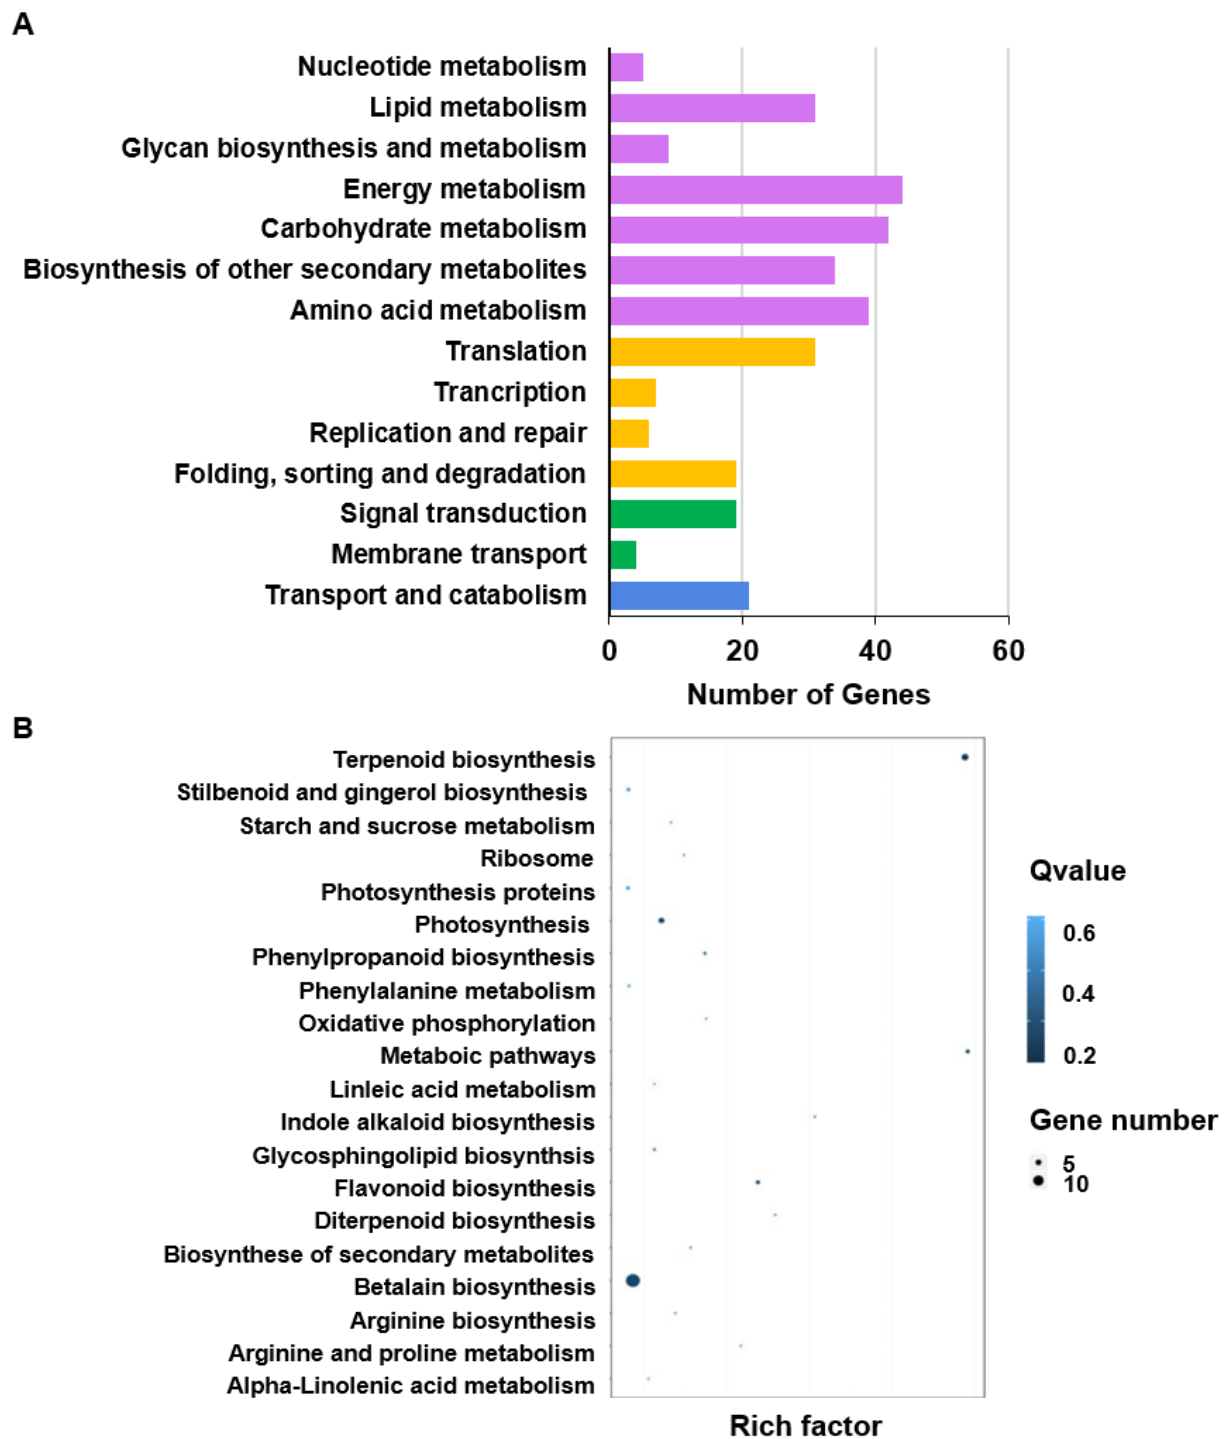 A
Nucleotide metabolism
Lipid metabolism
Glycan biosynthesis and metabolism
Energy metabolism
Carbohydrate metabolism
Biosynthesis of other secondary metabolites
Amino acid metabolism
Translation
Trancription
Replication and repair
Folding, sorting and degradation
Signal transduction
Membrane transport
Transport and catabolism
0 20 40 60
Number of Genes
B
Terpenoid biosynthesis
Stilbenoid and gingerol biosynthesis
Starch and sucrose metabolism
Ribosome
Photosynthesis proteins
Photosynthesis
Phenylpropanoid biosynthesis
Phenylalanine metabolism
Oxidative phosphorylation
Metaboic pathways
Linleic acid metabolism
Indole alkaloid biosynthesis
Glycosphingolipid biosynthsis
Flavonoid biosynthesis
Diterpenoid biosynthesis
Biosynthese of secondary metabolites
Betalain biosynthesis
Arginine biosynthesis
Arginine and proline metabolism
Alpha-Linolenic acid metabolism
Rich factor
Qvalue
0.6
0.4
0.2
Gene number
5
10